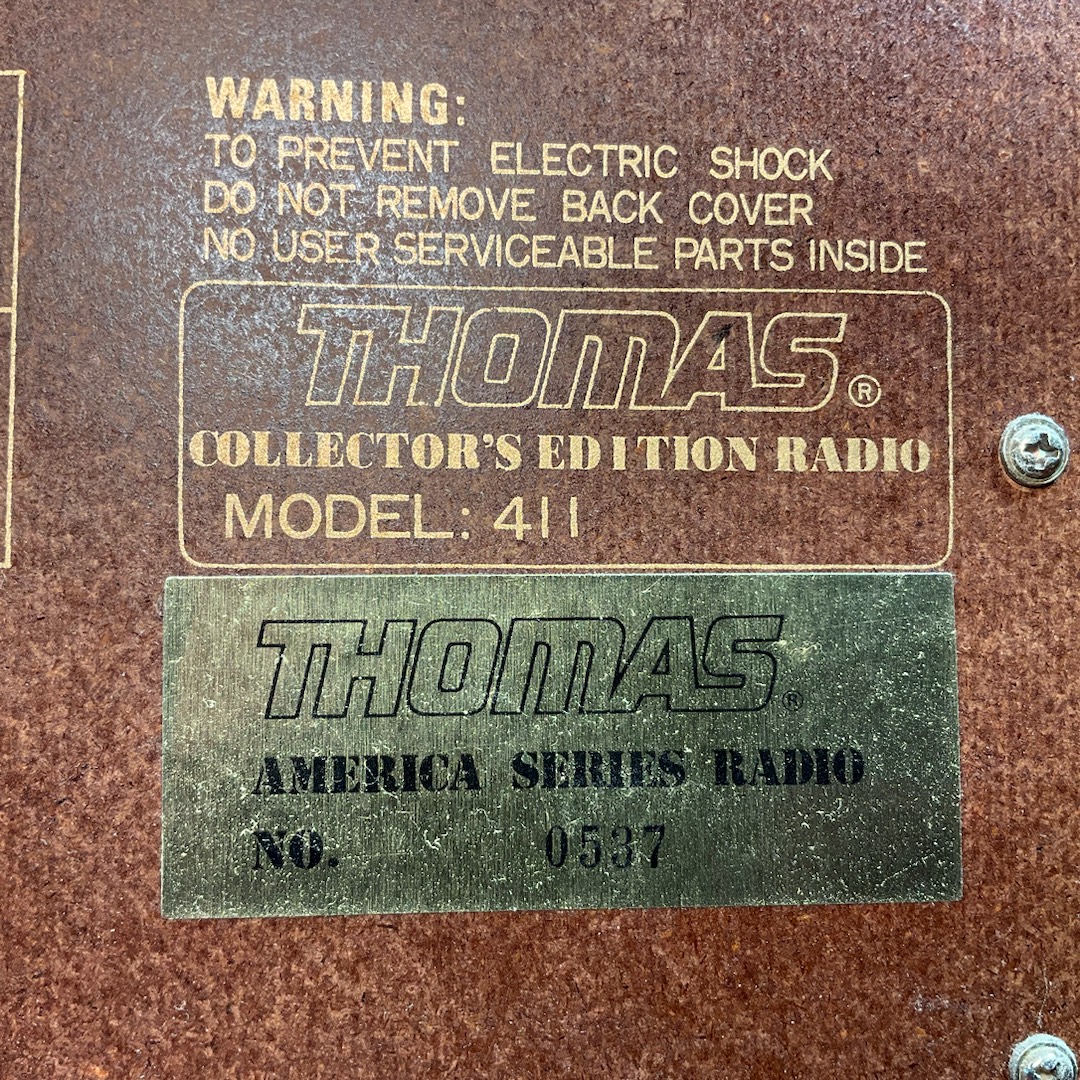 WARNING:
TO PREVENT ELECTRIC SHOCK
DO NOT REMOVE BACK COVER
NO USER SERVICEABLE PARTS INSIDE
THOMAS®
COLLECTOR'S EDITION RADIO
MODEL: 411
THOMAS®
AMERICA SERIES RADIO
NO. 0537